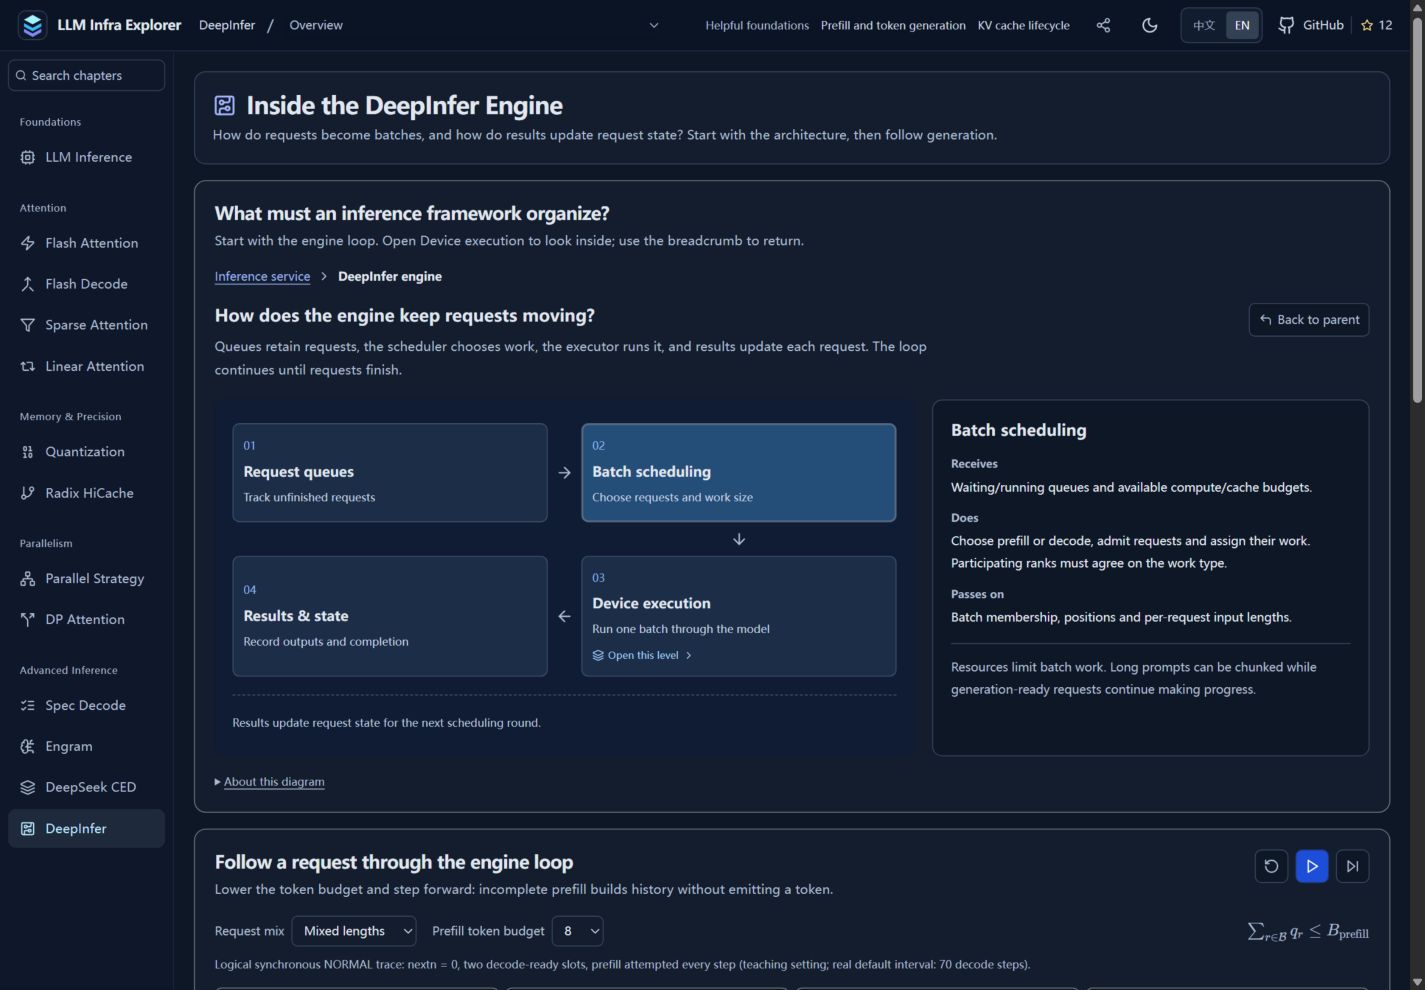 LLM Infra Explorer
DeepInfer / Overview
Helpful foundations Prefill and token generation KV cache lifecycle
中文 EN
GitHub 12
Search chapters
Foundations
LLM Inference
Attention
Flash Attention
Flash Decode
Sparse Attention
Linear Attention
Memory & Precision
Quantization
Radix HiCache
Parallelism
Parallel Strategy
DP Attention
Advanced Inference
Spec Decode
Engram
DeepSeek CED
DeepInfer
Inside the DeepInfer Engine
How do requests become batches, and how do results update request state? Start with the architecture, then follow generation.
What must an inference framework organize?
Start with the engine loop. Open Device execution to look inside; use the breadcrumb to return.
Inference service > DeepInfer engine
How does the engine keep requests moving?
Back to parent
Queues retain requests, the scheduler chooses work, the executor runs it, and results update each request. The loop
continues until requests finish.
01
Request queues
Track unfinished requests
→
02
Batch scheduling
Choose requests and work size
↓
04
Results & state
Record outputs and completion
←
03
Device execution
Run one batch through the model
Open this level >
Results update request state for the next scheduling round.
Batch scheduling
Receives
Waiting/running queues and available compute/cache budgets.
Does
Choose prefill or decode, admit requests and assign their work.
Participating ranks must agree on the work type.
Passes on
Batch membership, positions and per-request input lengths.
Resources limit batch work. Long prompts can be chunked while
generation-ready requests continue making progress.
About this diagram
Follow a request through the engine loop
Lower the token budget and step forward: incomplete prefill builds history without emitting a token.
Request mix Mixed lengths Prefill token budget 8
∑r∈B qr ≤ Bprefill
Logical synchronous NORMAL trace: nextn = 0, two decode-ready slots, prefill attempted every step (teaching setting; real default interval: 70 decode steps).